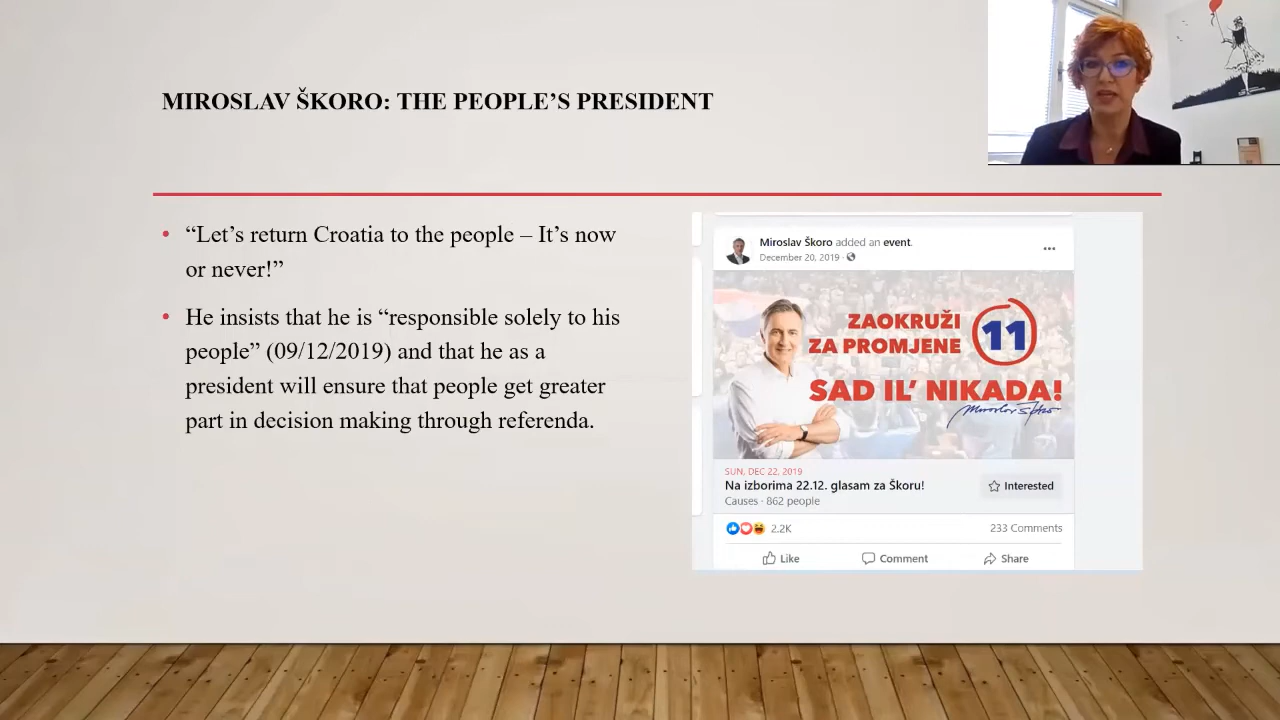 MIROSLAV ŠKORO: THE PEOPLE'S PRESIDENT
• “Let’s return Croatia to the people – It’s now
or never!”
• He insists that he is “responsible solely to his
people” (09/12/2019) and that he as a
president will ensure that people get greater
part in decision making through referenda.
Miroslav Škoro added an event.
December 20, 2019
ZAOKRUŽI
ZA PROMJENE
11
SAD IL’ NIKADA!
Miroslav Škoro
SUN, DEC 22, 2019
Na izborima 22.12. glasam za Škoru!
Causes · 862 people
Interested
2.2K
233 Comments
Like
Comment
Share